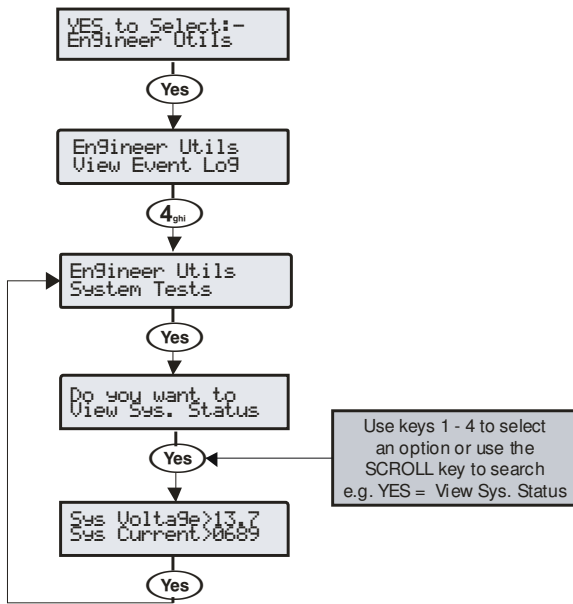 YES to Select:-
Engineer Utils
Yes
Engineer Utils
View Event Log
4ghi
Engineer Utils
System Tests
Yes
Do you want to
View Sys. Status
Yes
Use keys 1 - 4 to select
an option or use the
SCROLL key to search
e.g. YES = View Sys. Status
Sys Voltage>13.7
Sys Current>0689
Yes